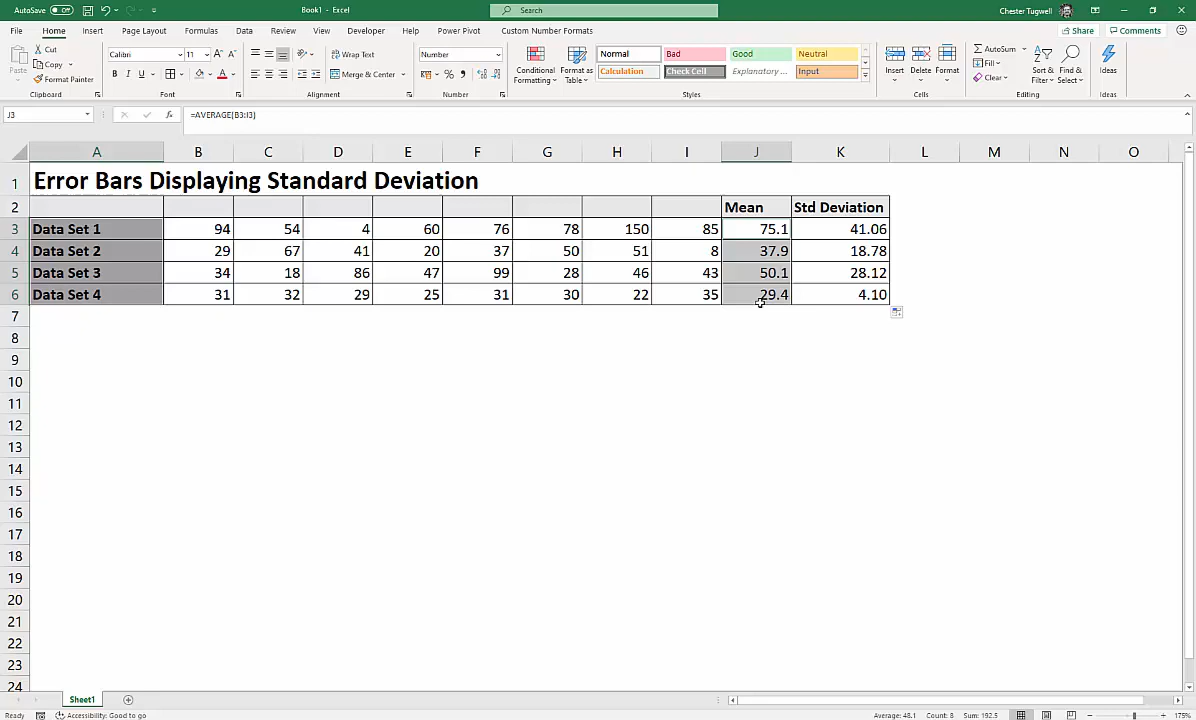 AutoSave Off Book1 - Excel Search Chester Tugwell
File Home Insert Page Layout Formulas Data Review View Developer Help Power Pivot Custom Number Formats Share Comments
Paste Cut Copy Format Painter Clipboard
Calibri 11 B I U Font
Wrap Text Merge & Center Alignment
Number Number
Conditional Formatting Format as Table Normal Bad Good Neutral
Calculation Check Cell Explanatory ... Input Styles
Insert Delete Format Cells
AutoSum Fill Clear Sort & Filter Find & Select Editing
Ideas Ideas
J3 fx =AVERAGE(B3:I3)
A B C D E F G H I J K L M N O
1 Error Bars Displaying Standard Deviation
2 Mean Std Deviation
3 Data Set 1 94 54 4 60 76 78 150 85 75.1 41.06
4 Data Set 2 29 67 41 20 37 50 51 8 37.9 18.78
5 Data Set 3 34 18 86 47 99 28 46 43 50.1 28.12
6 Data Set 4 31 32 29 25 31 30 22 35 29.4 4.10
7
8
9
10
11
12
13
14
15
16
17
18
19
20
21
22
23
24
Sheet1
Ready Accessibility: Good to go Average: 48.1 Count: 8 Sum: 192.5 175%